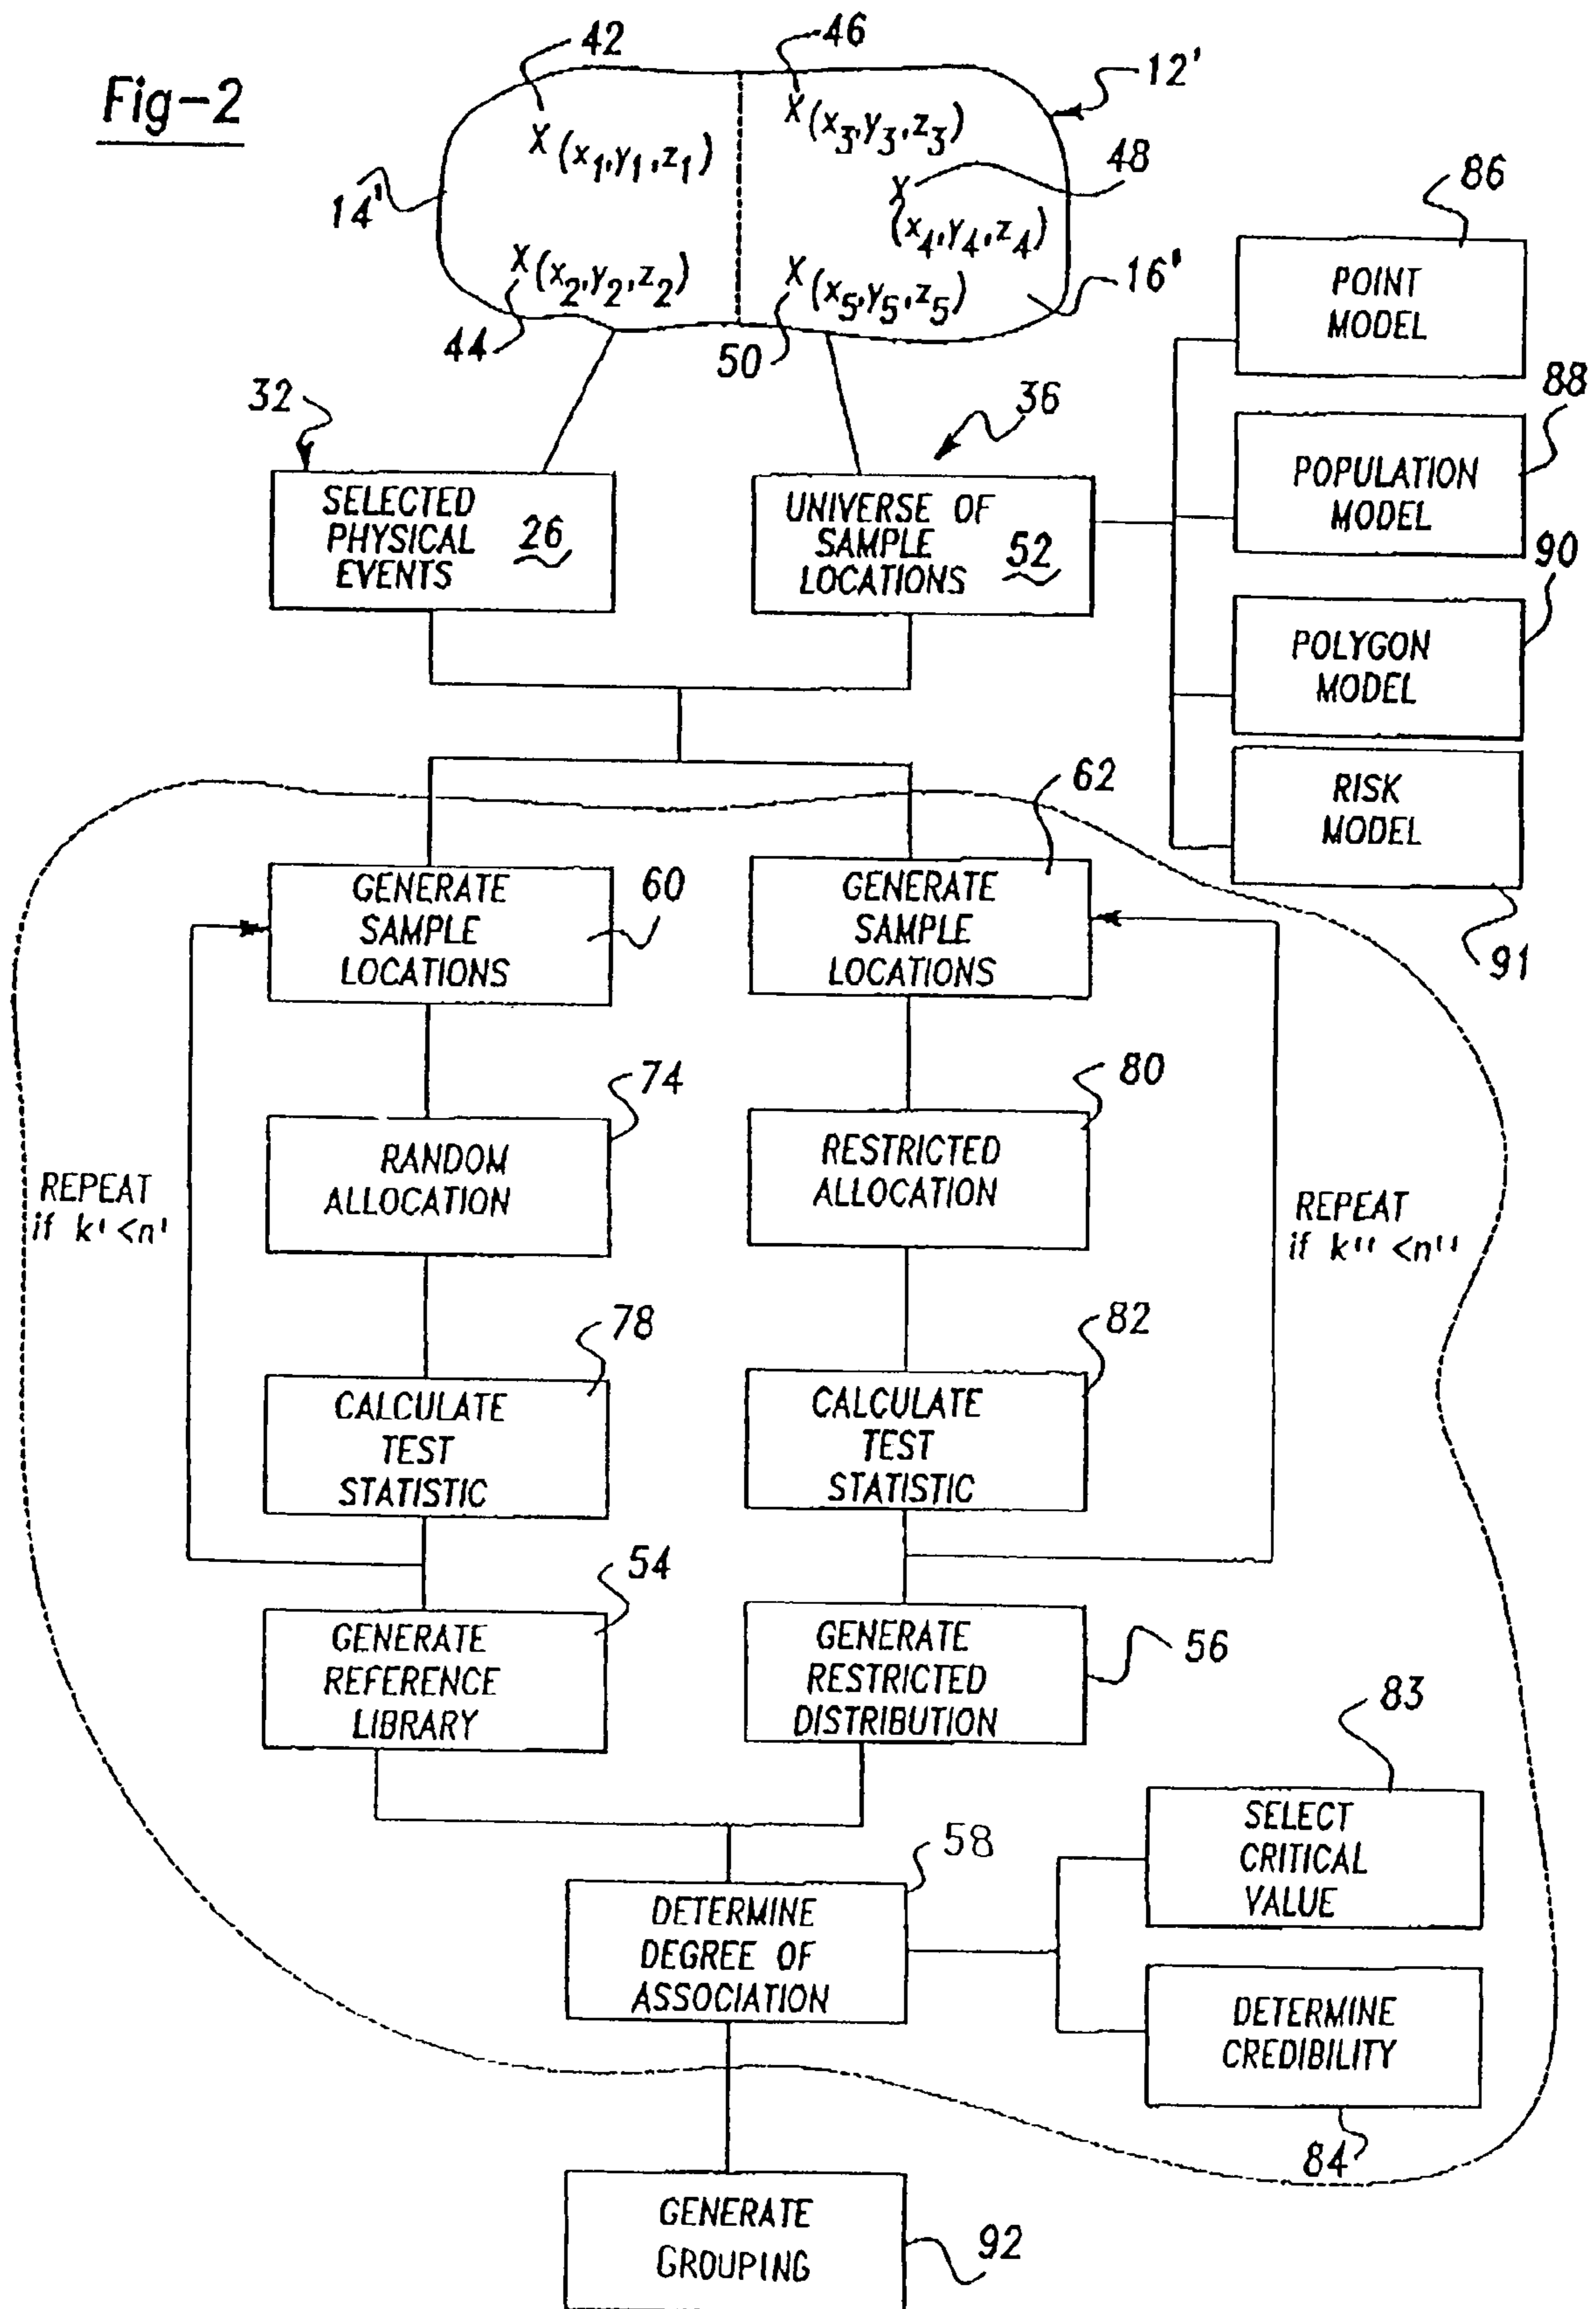 Fig-2
42
46
12'
X (x1,y1,z1)
X (x3,y3,z3)
48
14'
X
(x4,y4,z4)
86
X (x2,y2,z2)
X (x5,y5,z5)
16'
44
50
POINT
MODEL
32
36
88
SELECTED
PHYSICAL
EVENTS
26
UNIVERSE OF
SAMPLE
LOCATIONS
52
POPULATION
MODEL
90
POLYGON
MODEL
62
RISK
MODEL
91
GENERATE
SAMPLE
LOCATIONS
60
GENERATE
SAMPLE
LOCATIONS
74
80
RANDOM
ALLOCATION
RESTRICTED
ALLOCATION
REPEAT
if k' <n'
REPEAT
if k'' <n''
78
82
CALCULATE
TEST
STATISTIC
CALCULATE
TEST
STATISTIC
54
GENERATE
REFERENCE
LIBRARY
GENERATE
RESTRICTED
DISTRIBUTION
56
83
SELECT
CRITICAL
VALUE
58
DETERMINE
DEGREE OF
ASSOCIATION
DETERMINE
CREDIBILITY
84
GENERATE
GROUPING
92